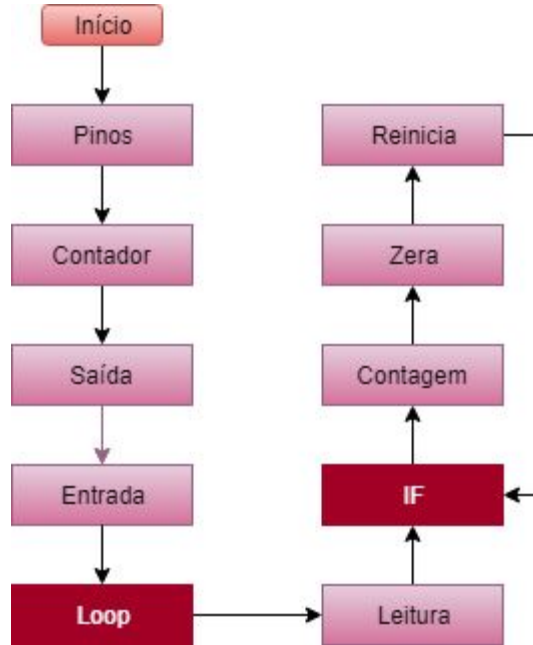 Início
Pinos
Contador
Saída
Entrada
Loop
Leitura
IF
Contagem
Zera
Reinicia